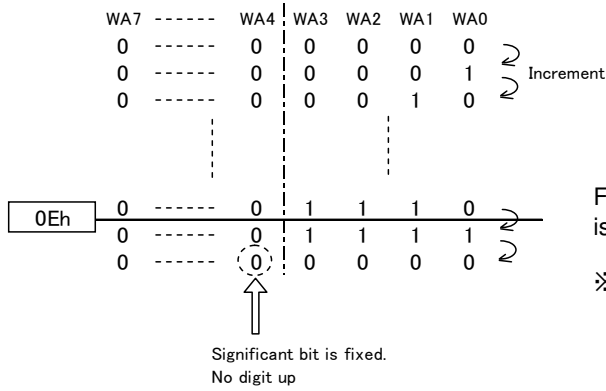 WA7 ------ WA4 WA3 WA2 WA1 WA0
0 ------ 0 0 0 0 0
0 ------ 0 0 0 0 1
Increment
0 ------ 0 0 0 1 0
0Eh
0 ------ 0 1 1 1 0
0 ------ 0 1 1 1 1
0 ------ 0 0 0 0 0
F
is
※
Significant bit is fixed.
No digit up